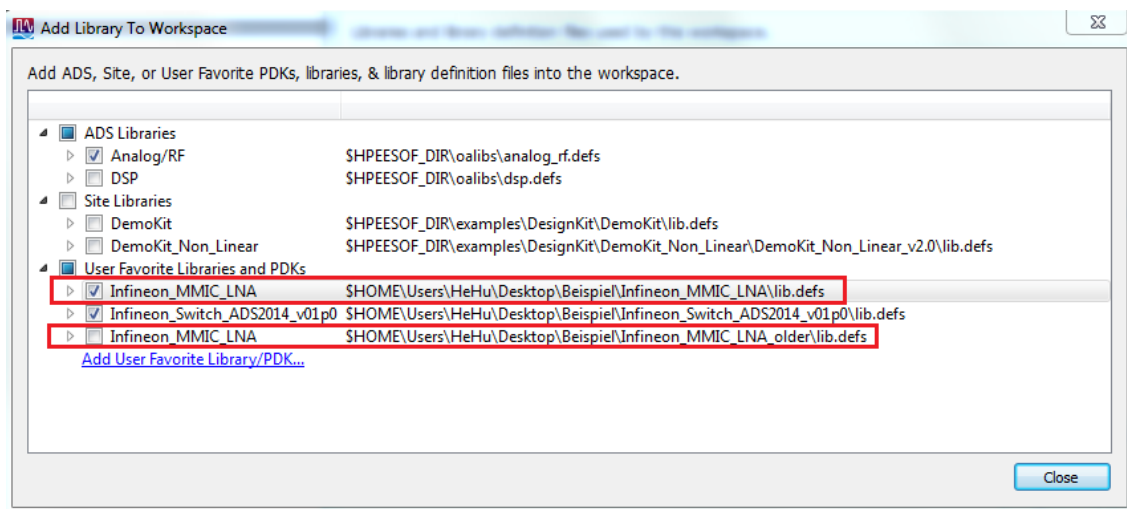 Add Library To Workspace
Add ADS, Site, or User Favorite PDKs, libraries, & library definition files into the workspace.
ADS Libraries
Analog/RF $HPEESOF_DIR\oalibs\analog_rf.defs
DSP $HPEESOF_DIR\oalibs\dsp.defs
Site Libraries
DemoKit $HPEESOF_DIR\examples\DesignKit\DemoKit\lib.defs
DemoKit_Non_Linear $HPEESOF_DIR\examples\DesignKit\DemoKit_Non_Linear\DemoKit_Non_Linear_v2.0\lib.defs
User Favorite Libraries and PDKs
Infineon_MMIC_LNA $HOME\Users\HeHu\Desktop\Beispiel\Infineon_MMIC_LNA\lib.defs
Infineon_Switch_ADS2014_v01p0 $HOME\Users\HeHu\Desktop\Beispiel\Infineon_Switch_ADS2014_v01p0\lib.defs
Infineon_MMIC_LNA $HOME\Users\HeHu\Desktop\Beispiel\Infineon_MMIC_LNA_older\lib.defs
Add User Favorite Library/PDK...
Close